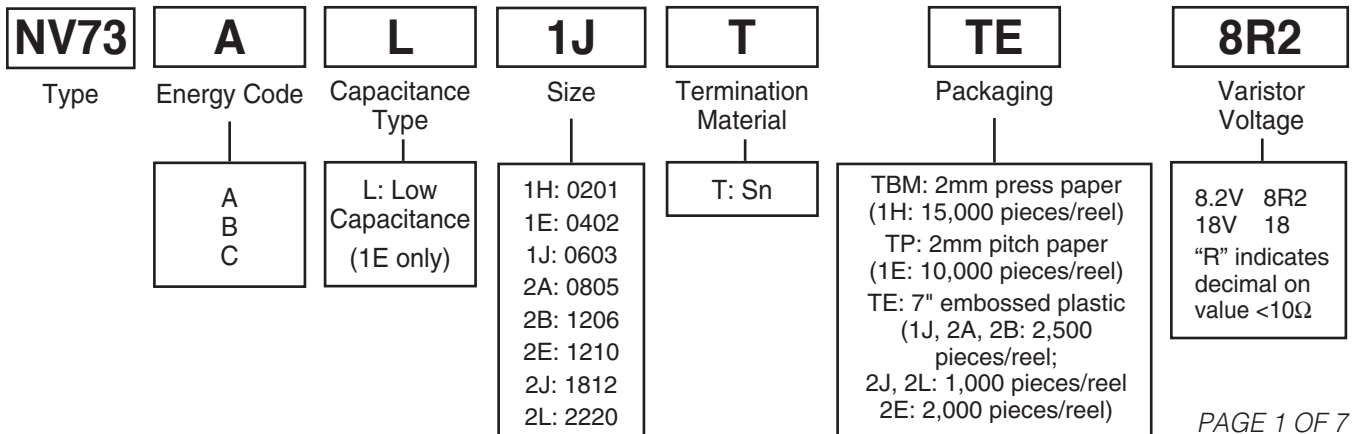 NV73 A L 1J T TE 8R2
Type Energy Code Capacitance Type Size Termination Material Packaging Varistor Voltage
A
B
C
L: Low
Capacitance
(1E only)
1H: 0201
1E: 0402
1J: 0603
2A: 0805
2B: 1206
2E: 1210
2J: 1812
2L: 2220
T: Sn
TBM: 2mm press paper
(1H: 15,000 pieces/reel)
TP: 2mm pitch paper
(1E: 10,000 pieces/reel)
TE: 7" embossed plastic
(1J, 2A, 2B: 2,500
pieces/reel;
2J, 2L: 1,000 pieces/reel
2E: 2,000 pieces/reel)
8.2V 8R2
18V 18
“R” indicates
decimal on
value <10Ω
PAGE 1 OF 7